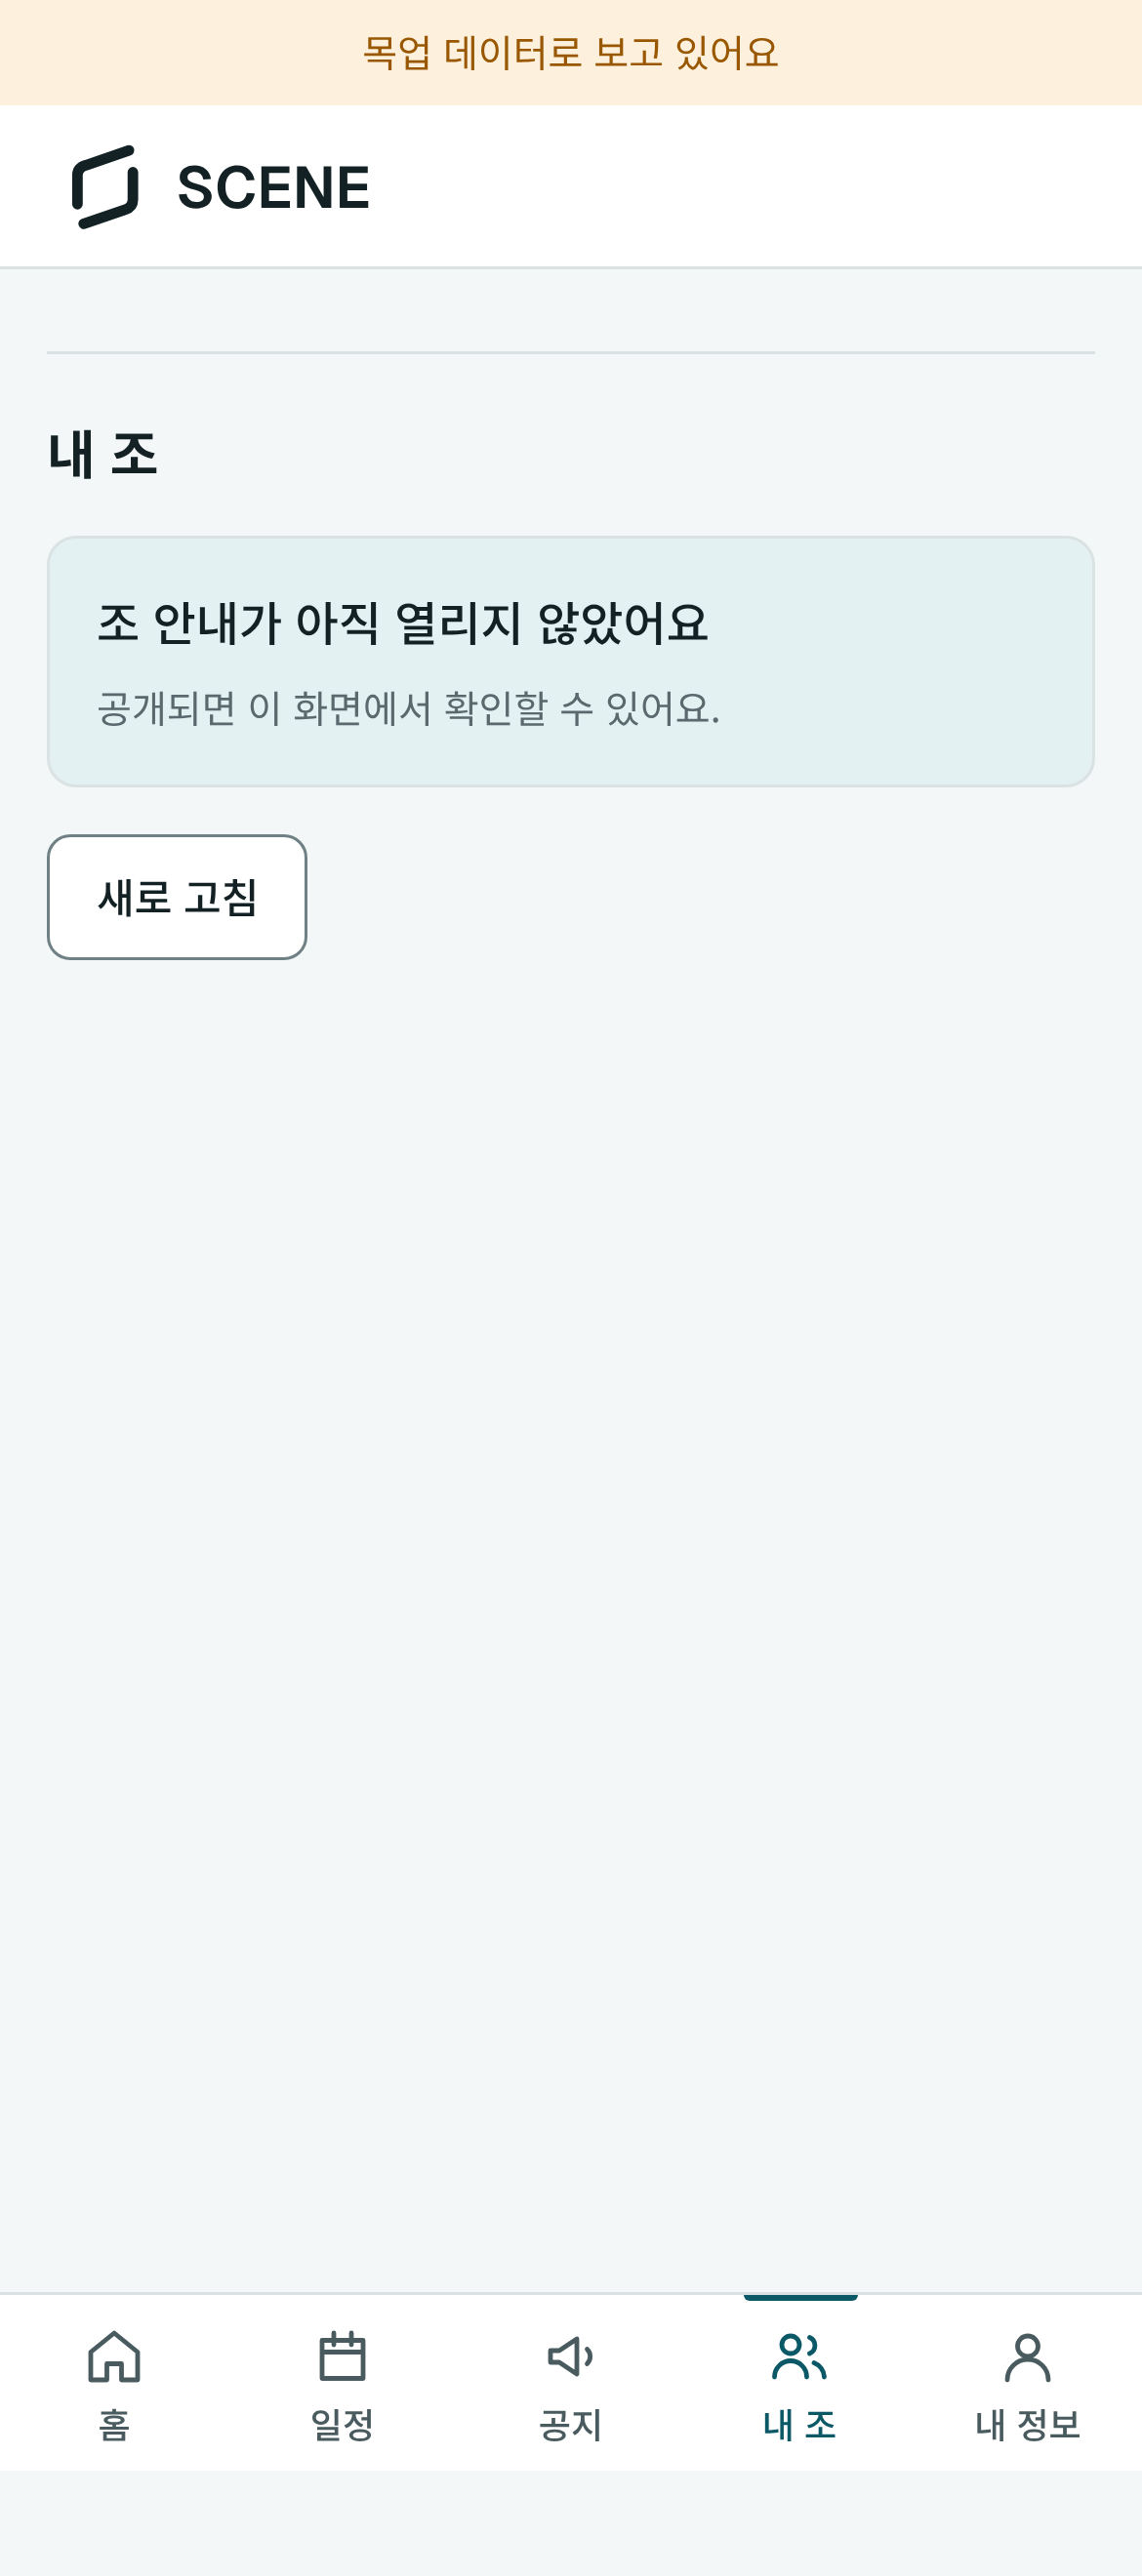 목업 데이터로 보고 있어요
SCENE
내 조
조 안내가 아직 열리지 않았어요
공개되면 이 화면에서 확인할 수 있어요.
새로 고침
홈
일정
공지
내 조
내 정보